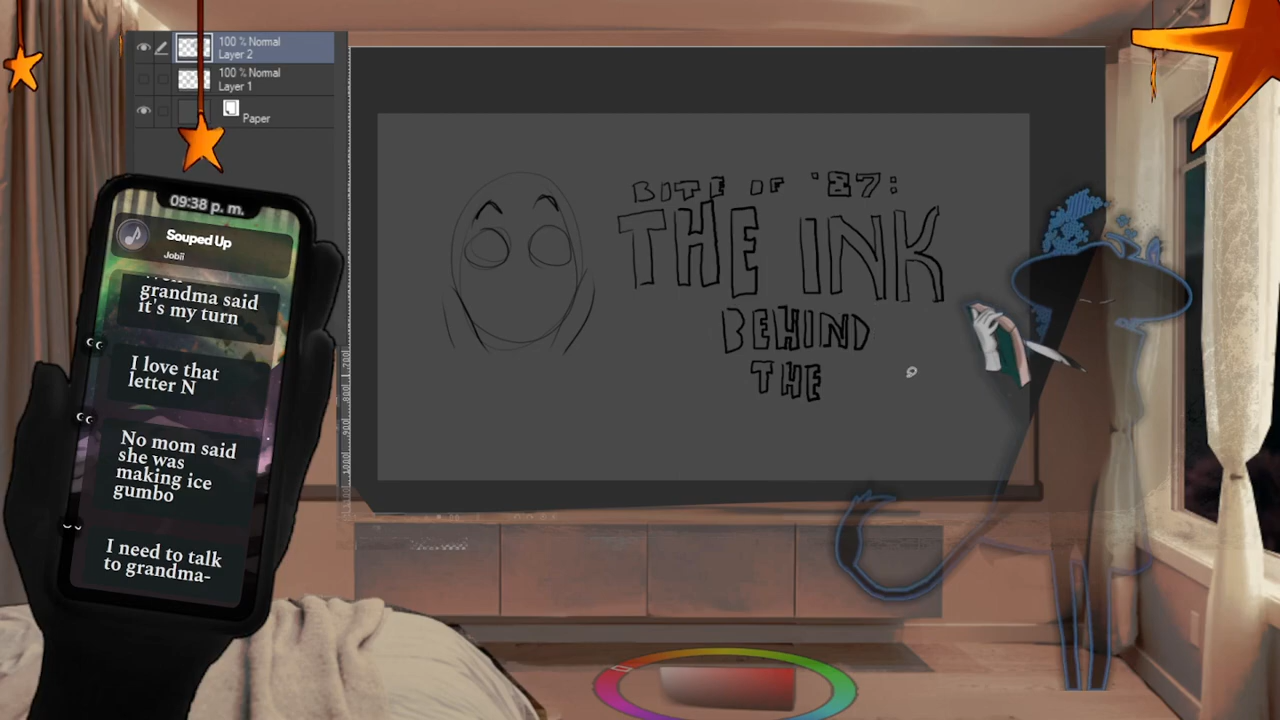 100 % Normal
Layer 2
100 % Normal
Layer 1
Paper
09:38 p. m.
Souped Up
Jabii
grandma said
it's my turn
I love that
letter N
No mom said
she was
making ice
gumbo
I need to talk
to grandma-
BITE OF '87:
THE INK
BEHIND
THE